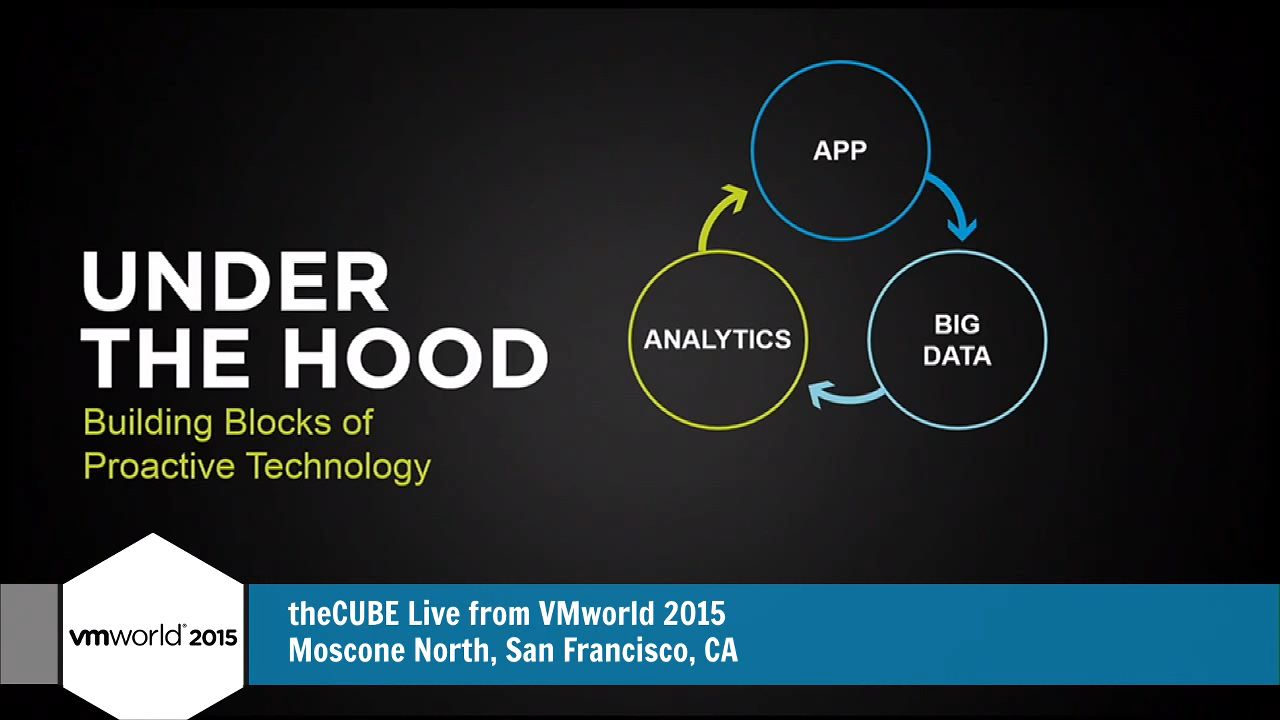 UNDER
THE HOOD
Building Blocks of
Proactive Technology
APP
ANALYTICS
BIG
DATA
vmworld® 2015
theCUBE Live from VMworld 2015
Moscone North, San Francisco, CA